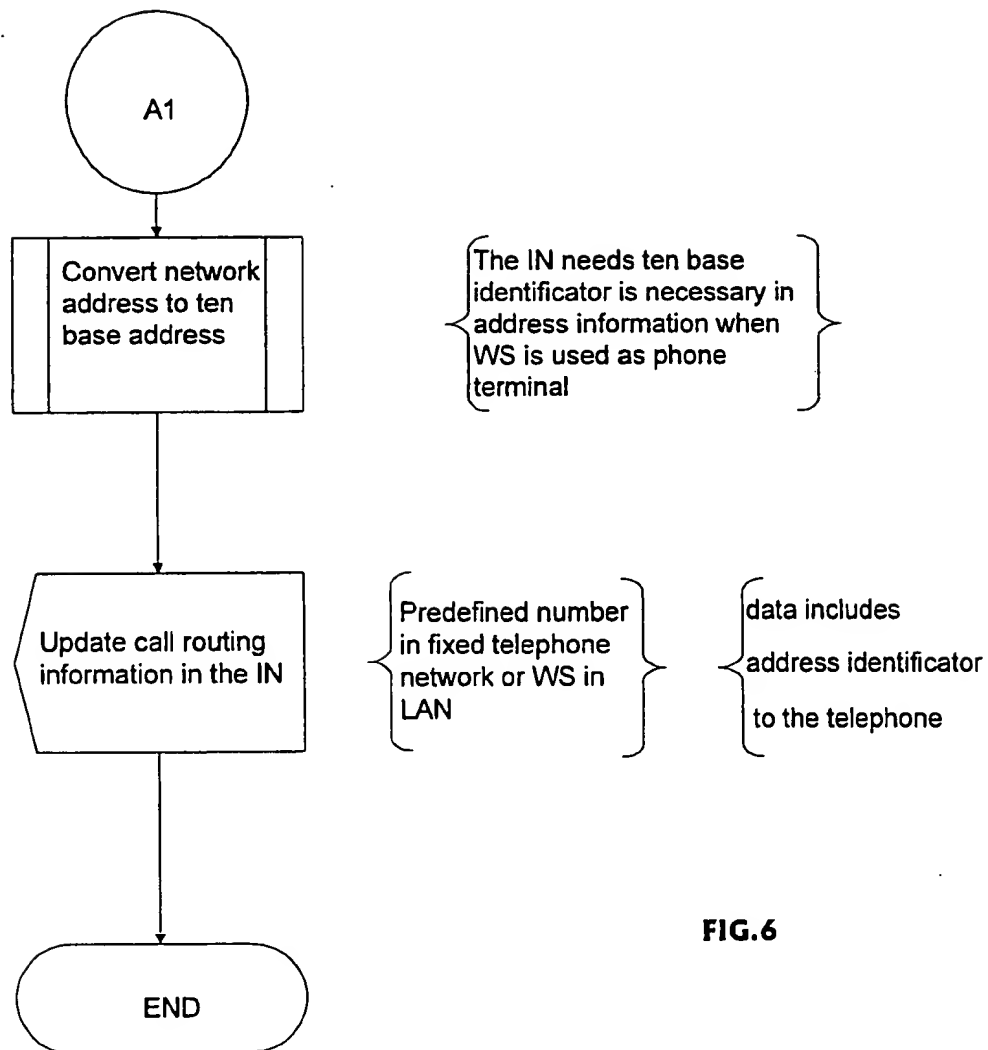 A1
Convert network
address to ten
base address
The IN needs ten base
identificator is necessary in
address information when
WS is used as phone
terminal
Update call routing
information in the IN
Predefined number
in fixed telephone
network or WS in
LAN
data includes
address identificator
to the telephone
FIG.6
END